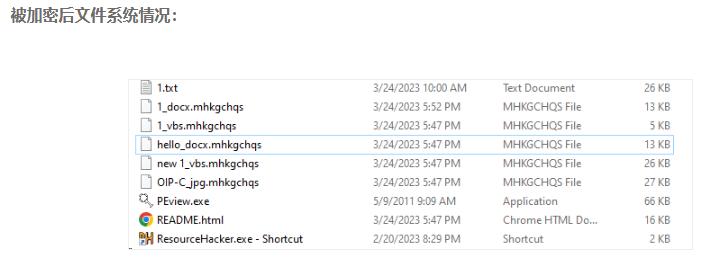 被加密后文件系统情况：
1.txt 3/24/2023 10:00 AM Text Document 26 KB
1_docx.mhkgchqs 3/24/2023 5:52 PM MHKGCHQS File 13 KB
1_vbs.mhkgchqs 3/24/2023 5:47 PM MHKGCHQS File 5 KB
hello_docx.mhkgchqs 3/24/2023 5:47 PM MHKGCHQS File 13 KB
new 1_vbs.mhkgchqs 3/24/2023 5:47 PM MHKGCHQS File 26 KB
OIP-C_jpg.mhkgchqs 3/24/2023 5:47 PM MHKGCHQS File 27 KB
PEview.exe 5/9/2011 9:09 AM Application 66 KB
README.html 3/24/2023 5:47 PM Chrome HTML Do... 16 KB
ResourceHacker.exe - Shortcut 2/20/2023 8:29 PM Shortcut 2 KB